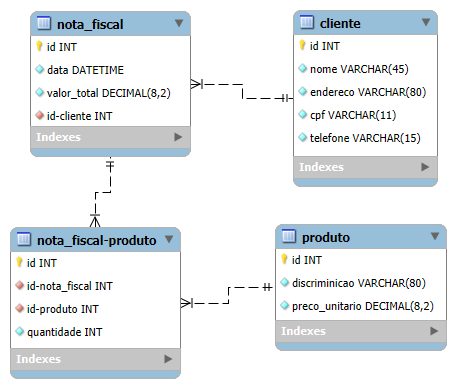 nota_fiscal
id INT
data DATETIME
valor_total DECIMAL(8,2)
id-cliente INT
Indexes
cliente
id INT
nome VARCHAR(45)
endereco VARCHAR(80)
cpf VARCHAR(11)
telefone VARCHAR(15)
Indexes
nota_fiscal-produto
id INT
id-nota_fiscal INT
id-produto INT
quantidade INT
Indexes
produto
id INT
discriminicao VARCHAR(80)
preco_unitario DECIMAL(8,2)
Indexes